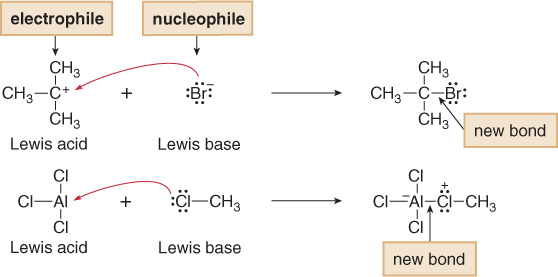 electrophile nucleophile
CH₃ CH₃
CH₃—C⁺ + :Br:⁻ CH₃—C—Br:
CH₃ CH₃
Lewis acid Lewis base new bond
Cl Cl +
Cl—Al + :Cl—CH₃ Cl—Al⁻—Cl—CH₃
Cl Cl
Lewis acid Lewis base new bond